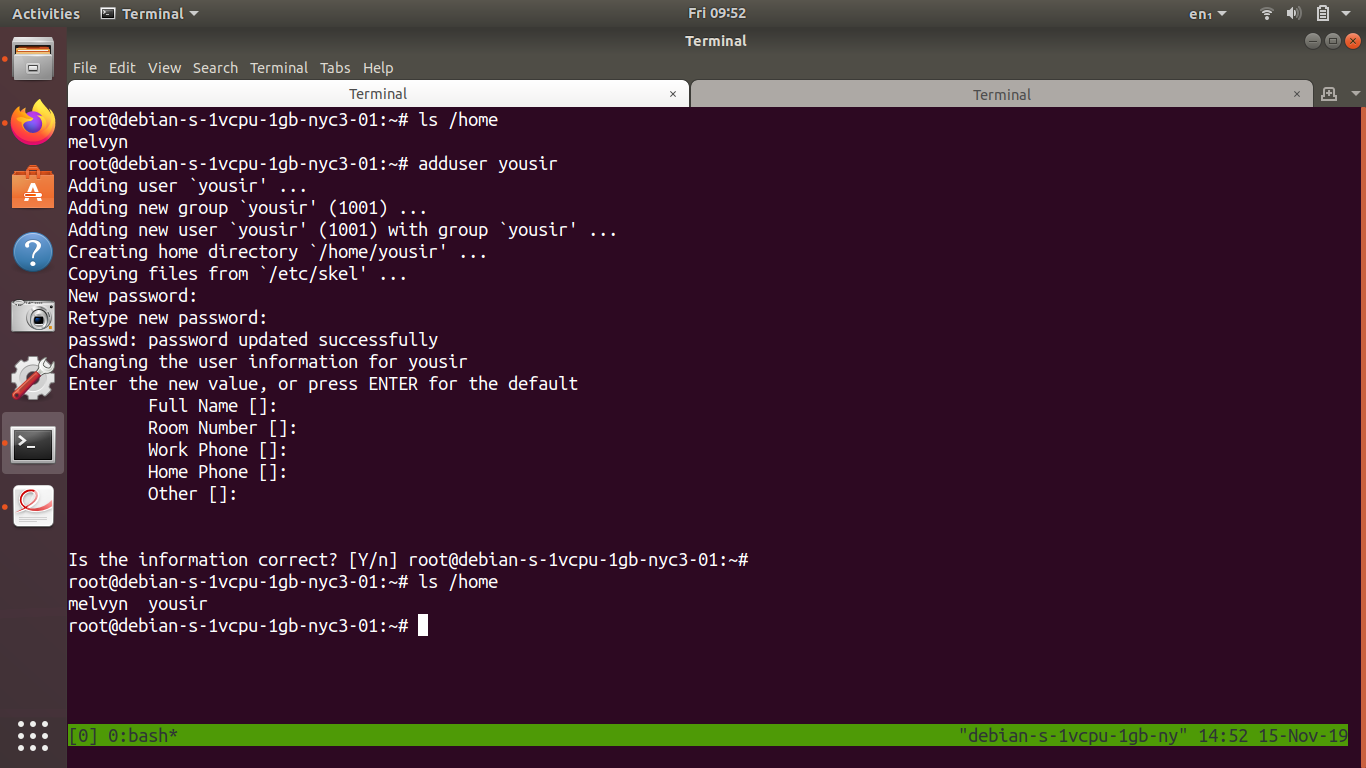 Activities Terminal Fri 09:52 en₁
Terminal
File Edit View Search Terminal Tabs Help
Terminal × Terminal ×
root@debian-s-1vcpu-1gb-nyc3-01:~# ls /home
melvyn
root@debian-s-1vcpu-1gb-nyc3-01:~# adduser yousir
Adding user `yousir' ...
Adding new group `yousir' (1001) ...
Adding new user `yousir' (1001) with group `yousir' ...
Creating home directory `/home/yousir' ...
Copying files from `/etc/skel' ...
New password:
Retype new password:
passwd: password updated successfully
Changing the user information for yousir
Enter the new value, or press ENTER for the default
Full Name []:
Room Number []:
Work Phone []:
Home Phone []:
Other []:
Is the information correct? [Y/n] root@debian-s-1vcpu-1gb-nyc3-01:~#
root@debian-s-1vcpu-1gb-nyc3-01:~# ls /home
melvyn  yousir
root@debian-s-1vcpu-1gb-nyc3-01:~#
[0] 0:bash* "debian-s-1vcpu-1gb-ny" 14:52 15-Nov-19